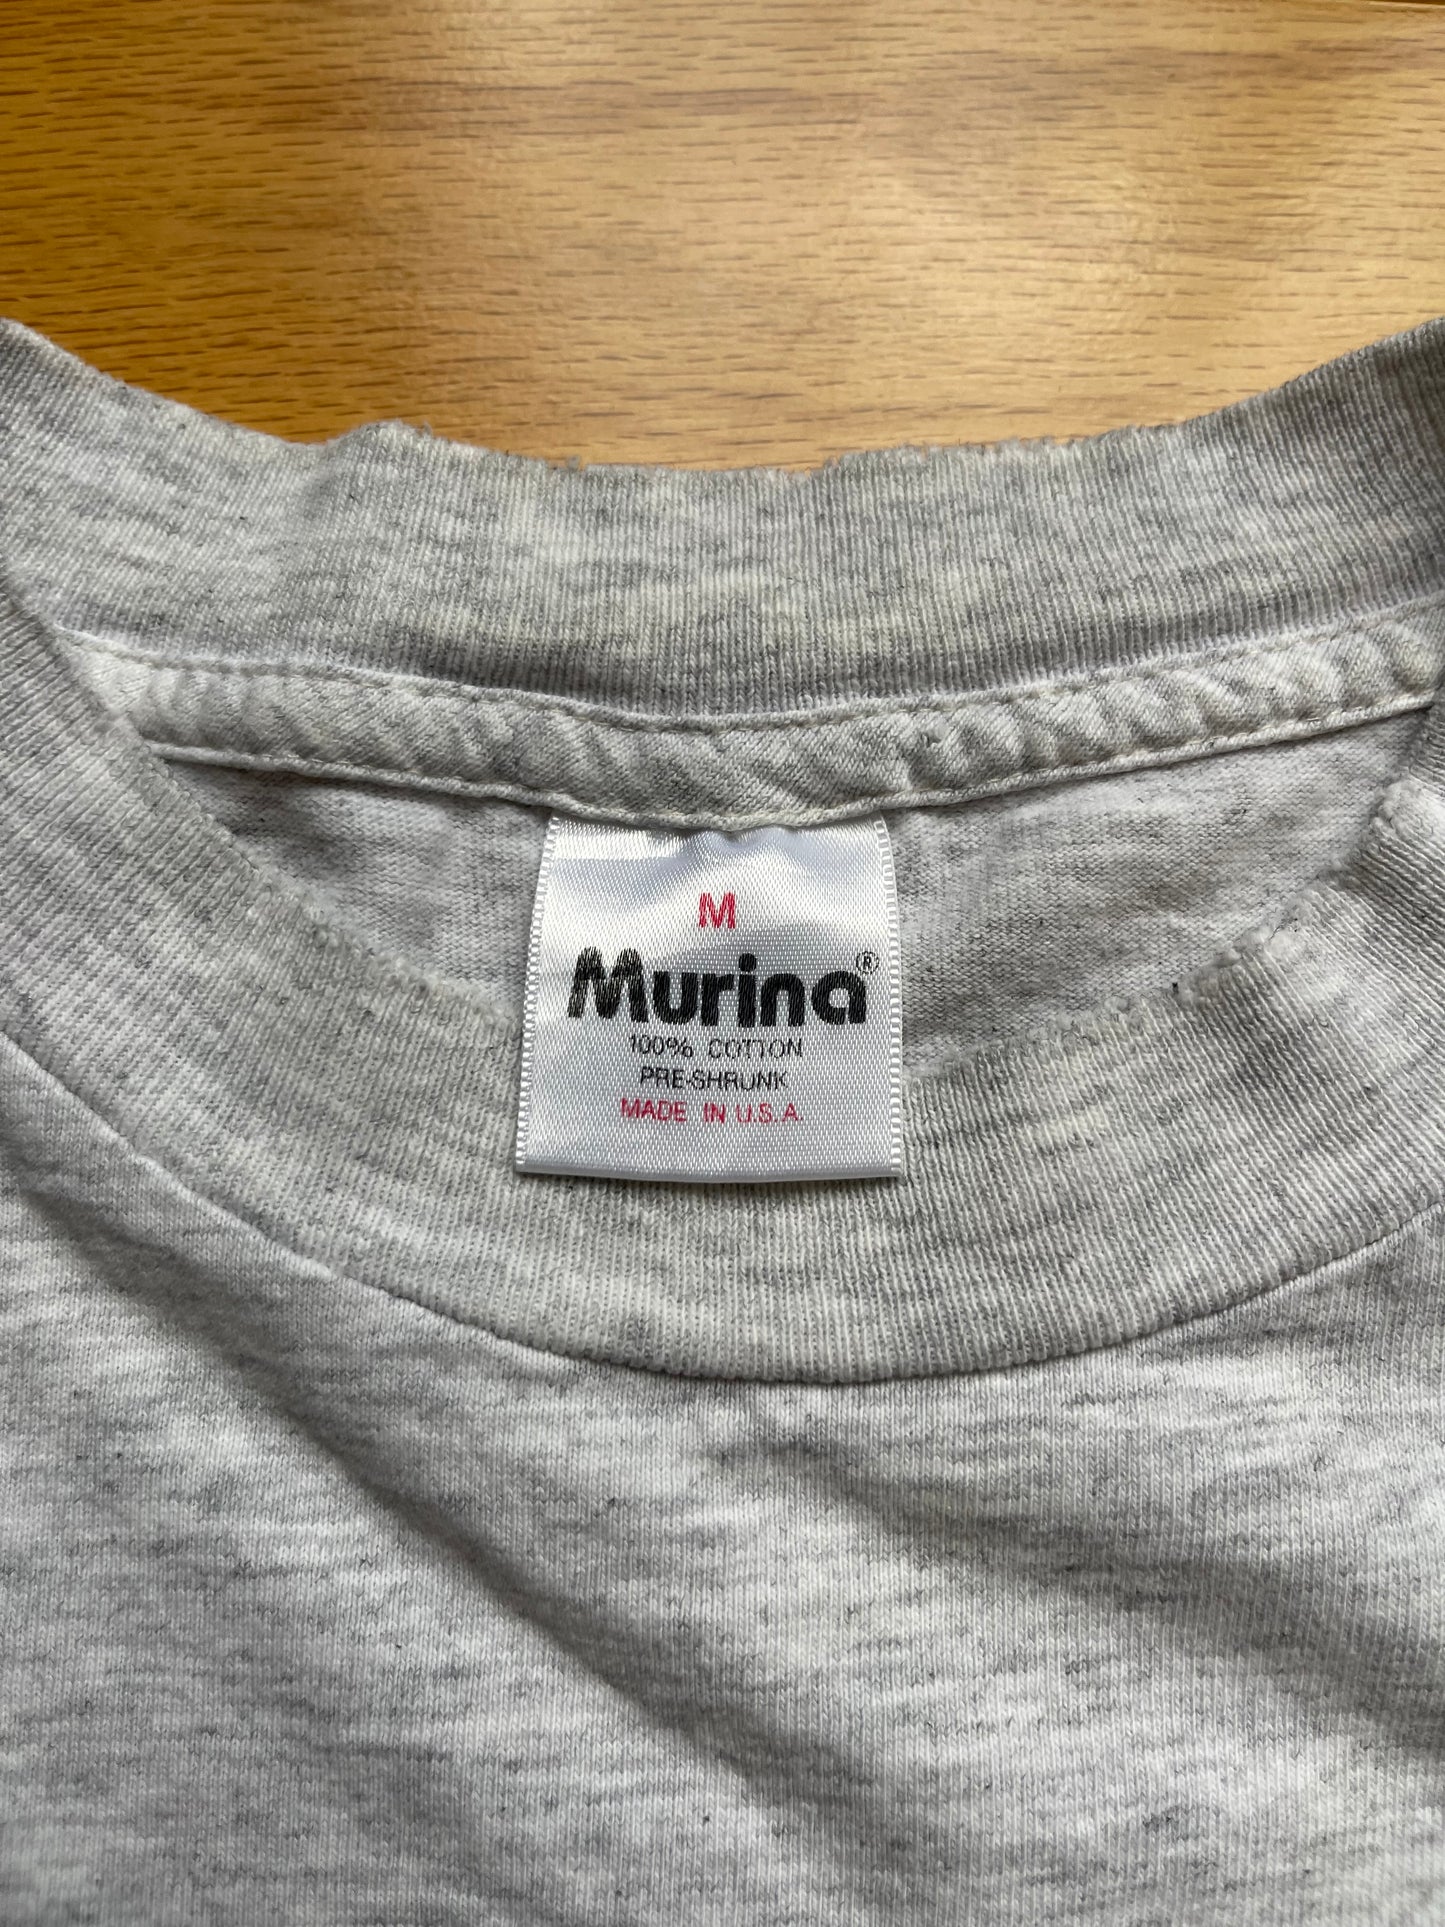 M
Murina®
100% COTTON
PRE-SHRUNK
MADE IN U.S.A.